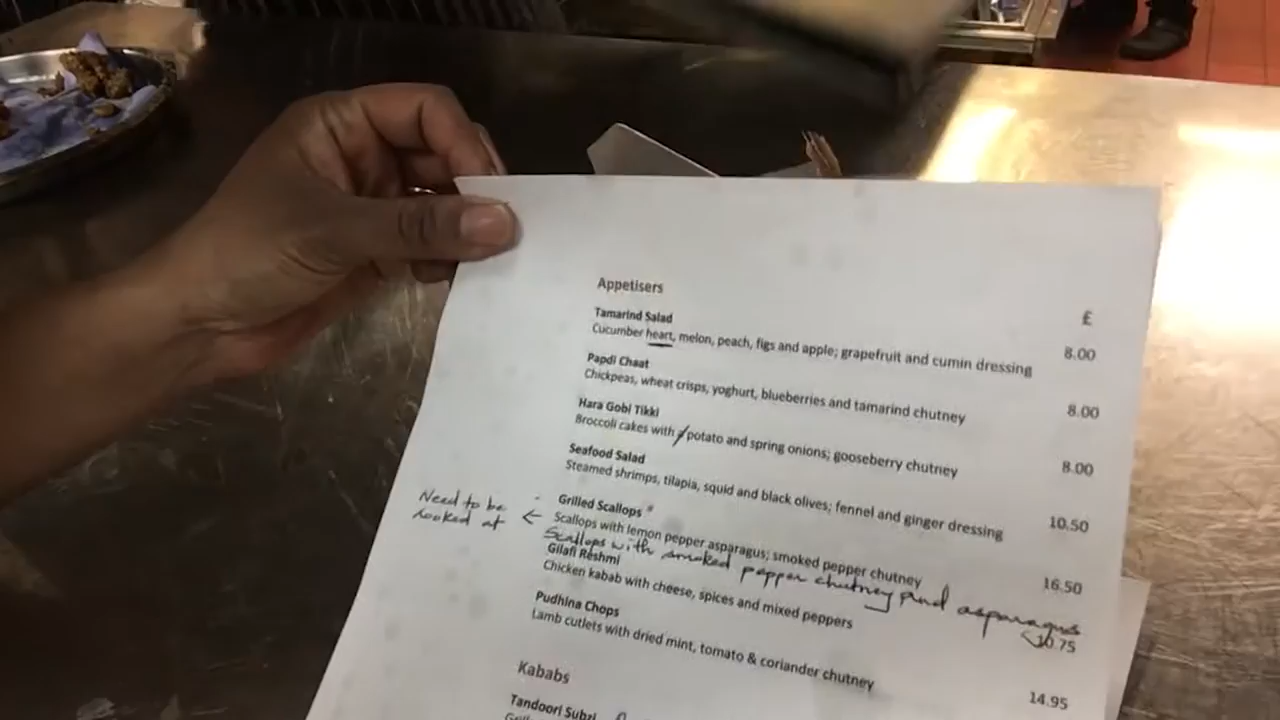 Appetisers
£
Tamarind Salad
Cucumber heart, melon, peach, figs and apple; grapefruit and cumin dressing 8.00
Papdi Chaat
Chickpeas, wheat crisps, yoghurt, blueberries and tamarind chutney 8.00
Hara Gobi Tikki
Broccoli cakes with potato and spring onions; gooseberry chutney 8.00
Seafood Salad
Steamed shrimps, tilapia, squid and black olives; fennel and ginger dressing 10.50
Need to be
looked at
Grilled Scallops *
Scallops with lemon pepper asparagus; smoked pepper chutney 16.50
Scallops with smoked pepper chutney and asparagus
Gilafi Reshmi
Chicken kabab with cheese, spices and mixed peppers 10.75
Pudhina Chops
Lamb cutlets with dried mint, tomato & coriander chutney 14.95
Kababs
Tandoori Subzi